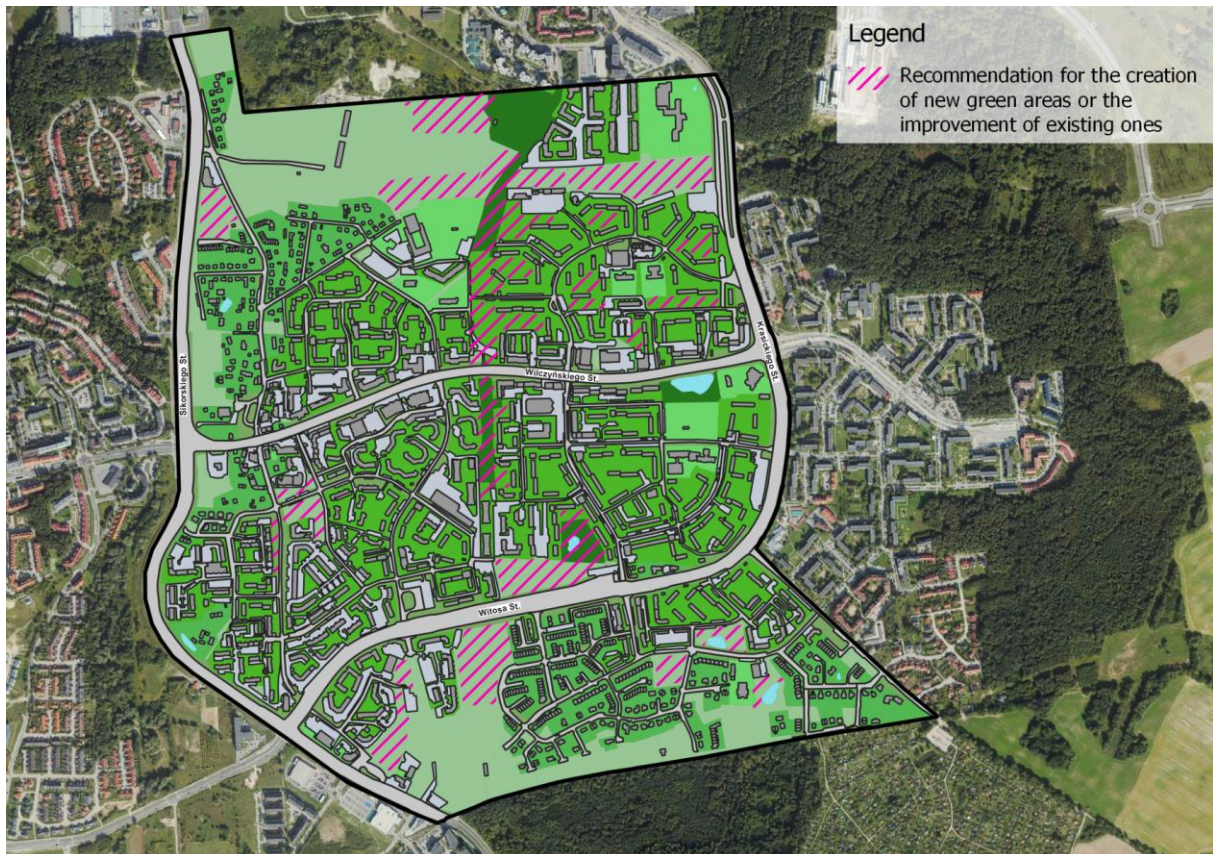 Legend
Recommendation for the creation
of new green areas or the
improvement of existing ones
Sikorskiego St.
Wilczyńskiego St.
Krasickiego St.
Witosa St.